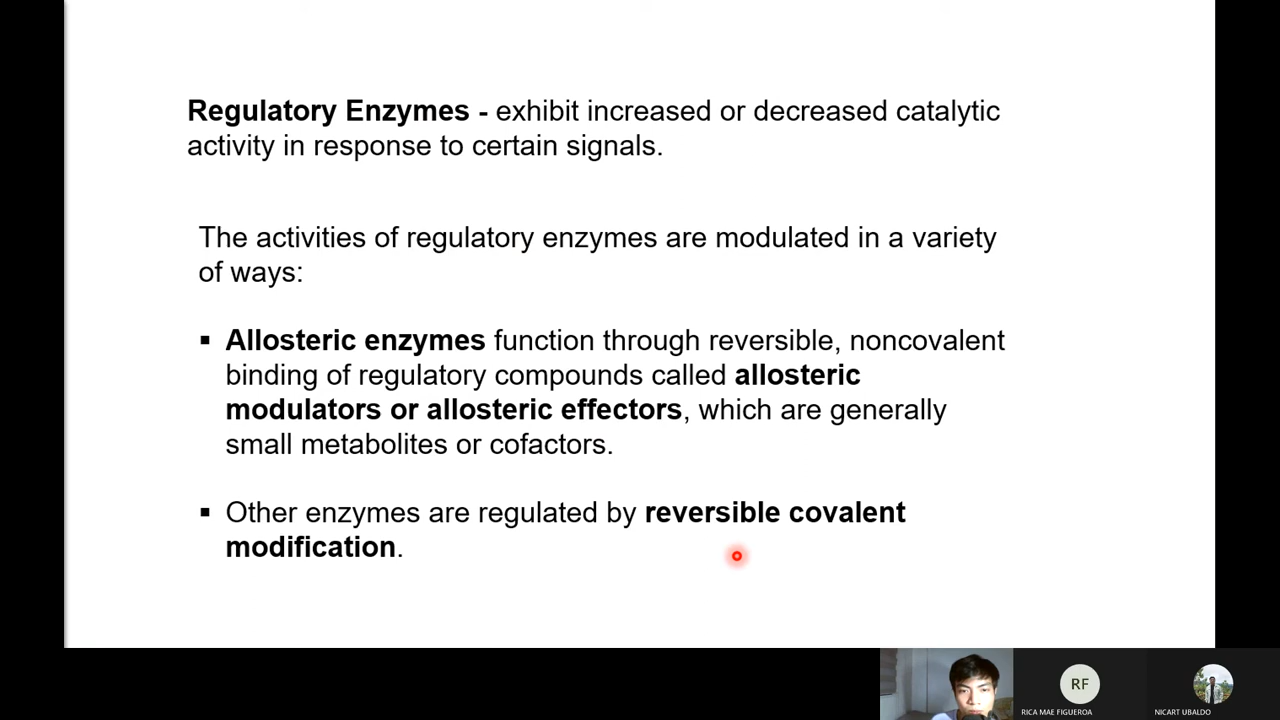 Regulatory Enzymes - exhibit increased or decreased catalytic
activity in response to certain signals.
The activities of regulatory enzymes are modulated in a variety
of ways:
▪ Allosteric enzymes function through reversible, noncovalent
binding of regulatory compounds called allosteric
modulators or allosteric effectors, which are generally
small metabolites or cofactors.
▪ Other enzymes are regulated by reversible covalent
modification.
RF
RICA MAE FIGUEROA
NICART UBALDO